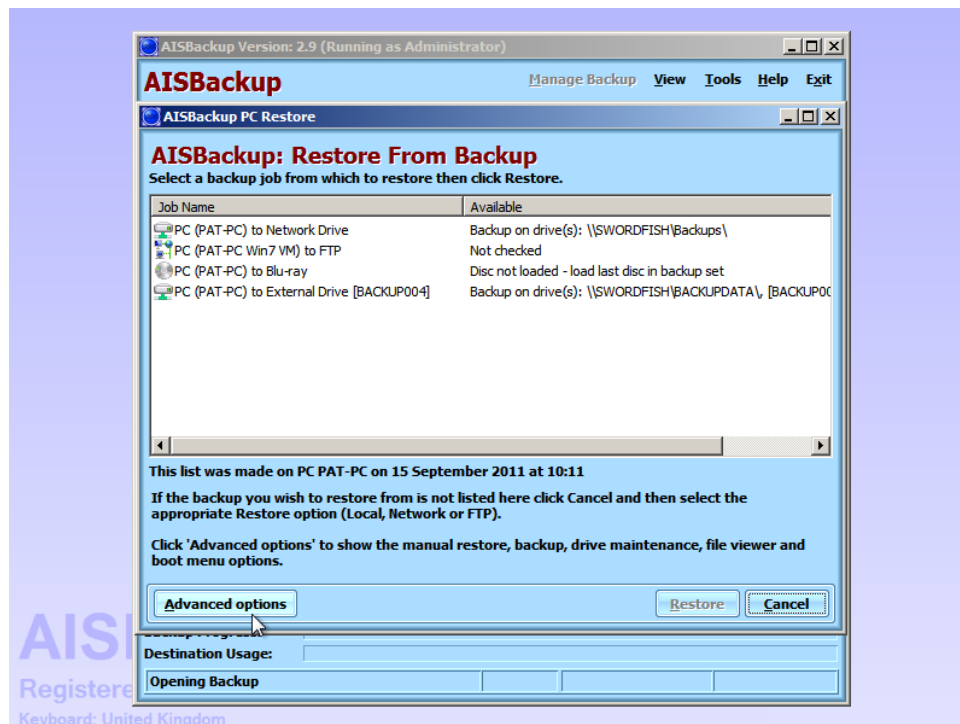 AISBackup Version: 2.9 (Running as Administrator)
AISBackup
Manage Backup View Tools Help Exit
AISBackup PC Restore
AISBackup: Restore From Backup
Select a backup job from which to restore then click Restore.
Job Name Available
PC (PAT-PC) to Network Drive Backup on drive(s): \\SWORDFISH\Backups\
PC (PAT-PC Win7 VM) to FTP Not checked
PC (PAT-PC) to Blu-ray Disc not loaded - load last disc in backup set
PC (PAT-PC) to External Drive [BACKUP004] Backup on drive(s): \\SWORDFISH\BACKUPDATA\, [BACKUP00
This list was made on PC PAT-PC on 15 September 2011 at 10:11
If the backup you wish to restore from is not listed here click Cancel and then select the
appropriate Restore option (Local, Network or FTP).
Click 'Advanced options' to show the manual restore, backup, drive maintenance, file viewer and
boot menu options.
Advanced options Restore Cancel
AIS
Destination Usage:
Registere
Opening Backup
Keyboard: United Kingdom